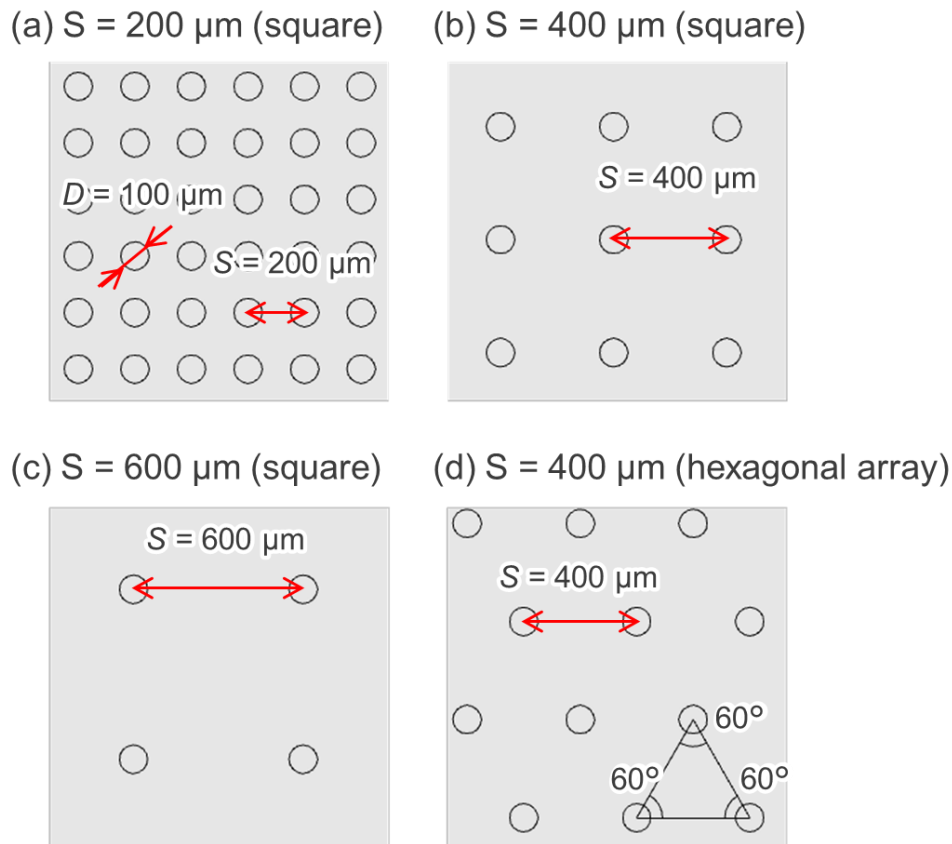 (a) S = 200 µm (square)
(b) S = 400 µm (square)
D = 100 µm
S = 200 µm
S = 400 µm
(c) S = 600 µm (square)
(d) S = 400 µm (hexagonal array)
S = 600 µm
S = 400 µm
60°
60°
60°